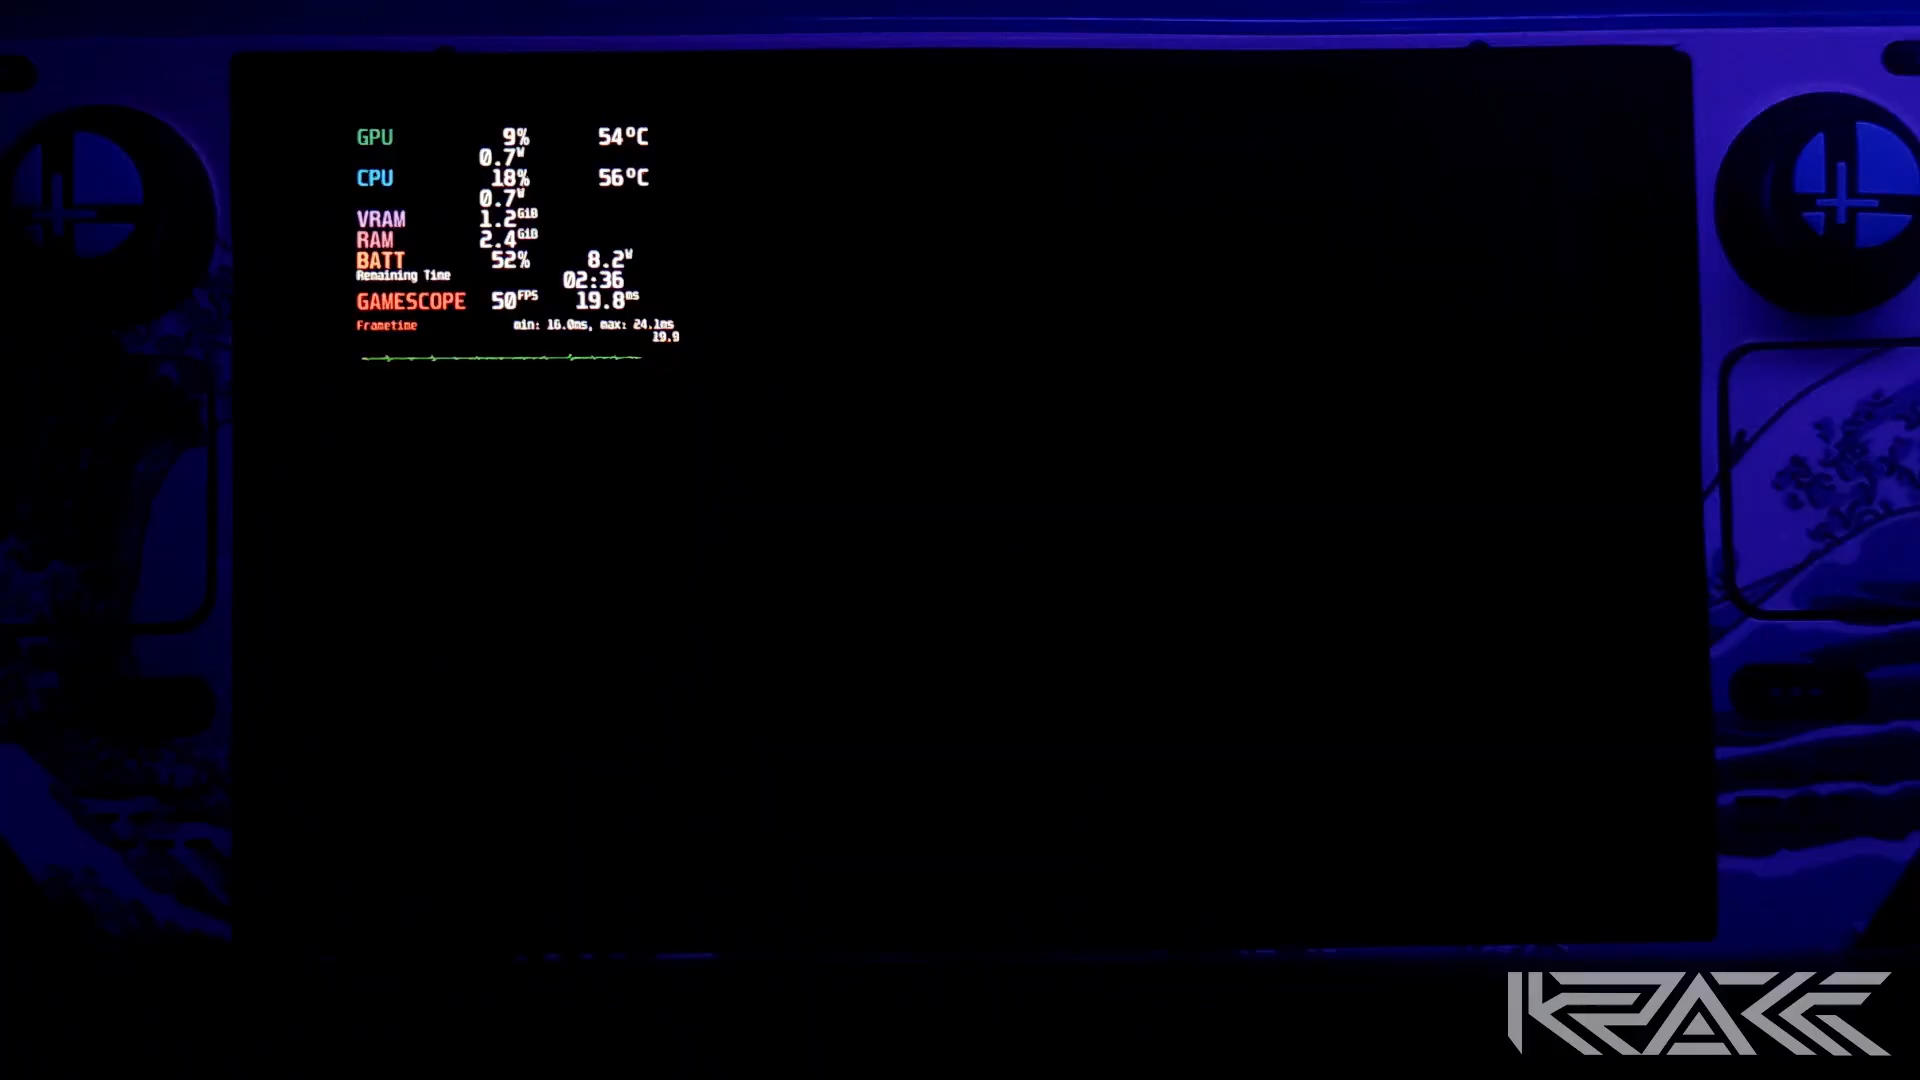 GPU 9% 54°C
0.7W
CPU 18% 56°C
0.7W
VRAM 1.2GiB
RAM 2.4GiB
BATT 52% 8.2W
Remaining Time 02:36
GAMESCOPE 50FPS 19.8ms
Frametime min: 16.0ms, max: 24.1ms
19.9